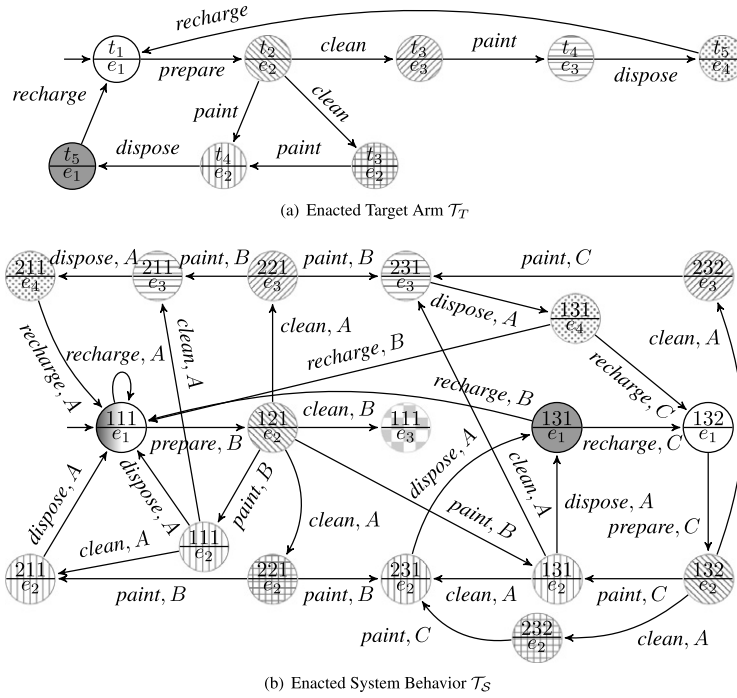 recharge
t1 e1
prepare
t2 e2
clean
t3 e3
paint
t4 e3
dispose
t5 e4
recharge
paint
clean
t5 e1
dispose
t4 e2
paint
t3 e2
(a) Enacted Target Arm 𝒯T
211 e4
dispose, A
211 e3
paint, B
221 e3
paint, B
231 e3
paint, C
232 e3
dispose, A
131 e4
recharge, A
recharge, A
clean, A
clean, A
recharge, B
recharge, C
clean, A
111 e1
prepare, B
121 e2
clean, B
111 e3
recharge, B
131 e1
recharge, C
132 e1
dispose, A
dispose, A
paint, B
clean, A
paint, B
dispose, A
clean, A
dispose, A
prepare, C
clean, A
111 e2
211 e2
paint, B
221 e2
paint, B
231 e2
clean, A
131 e2
paint, C
132 e2
paint, C
232 e2
clean, A
(b) Enacted System Behavior 𝒯𝒮